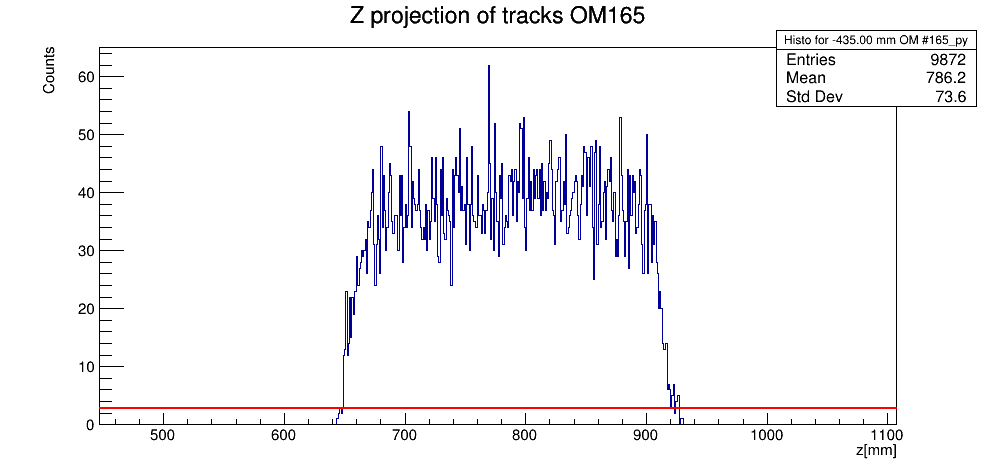 Z projection of tracks OM165
Histo for -435.00 mm OM #165_py
Entries 9872
Mean 786.2
Std Dev 73.6
Counts
60
50
40
30
20
10
0
500 600 700 800 900 1000 1100
z[mm]